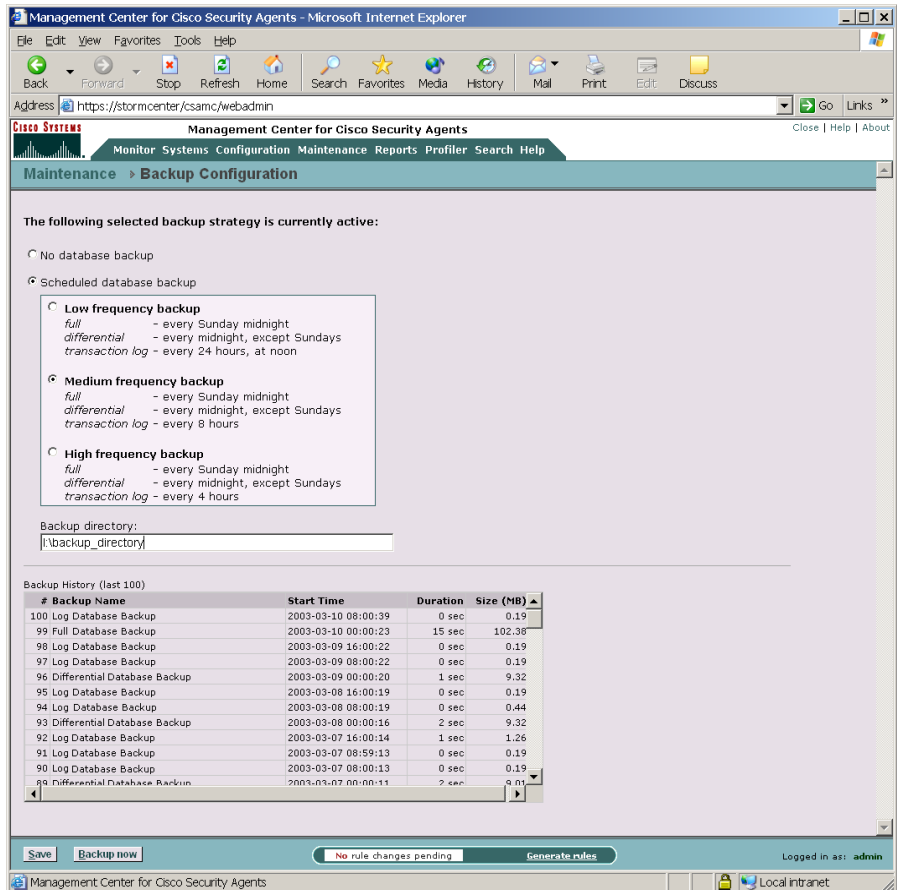 Management Center for Cisco Security Agents - Microsoft Internet Explorer
File Edit View Favorites Tools Help
Back Forward Stop Refresh Home Search Favorites Media History Mail Print Edit Discuss
Address https://stormcenter/csamc/webadmin Go Links »
CISCO SYSTEMS Management Center for Cisco Security Agents Close | Help | About
Monitor Systems Configuration Maintenance Reports Profiler Search Help
Maintenance > Backup Configuration
The following selected backup strategy is currently active:
No database backup
Scheduled database backup
Low frequency backup
full - every Sunday midnight
differential - every midnight, except Sundays
transaction log - every 24 hours, at noon
Medium frequency backup
full - every Sunday midnight
differential - every midnight, except Sundays
transaction log - every 8 hours
High frequency backup
full - every Sunday midnight
differential - every midnight, except Sundays
transaction log - every 4 hours
Backup directory:
I:\backup_directory
Backup History (last 100)
# Backup Name Start Time Duration Size (MB)
100 Log Database Backup 2003-03-10 08:00:39 0 sec 0.19
99 Full Database Backup 2003-03-10 00:00:23 15 sec 102.38
98 Log Database Backup 2003-03-09 16:00:22 0 sec 0.19
97 Log Database Backup 2003-03-09 08:00:22 0 sec 0.19
96 Differential Database Backup 2003-03-09 00:00:20 1 sec 9.32
95 Log Database Backup 2003-03-08 16:00:19 0 sec 0.19
94 Log Database Backup 2003-03-08 08:00:19 0 sec 0.44
93 Differential Database Backup 2003-03-08 00:00:16 2 sec 9.32
92 Log Database Backup 2003-03-07 16:00:14 1 sec 1.26
91 Log Database Backup 2003-03-07 08:59:13 0 sec 0.19
90 Log Database Backup 2003-03-07 08:00:13 0 sec 0.19
89 Differential Database Backup 2003-03-07 00:00:11 2 sec 9.01
Save Backup now No rule changes pending Generate rules Logged in as: admin
Management Center for Cisco Security Agents Local intranet